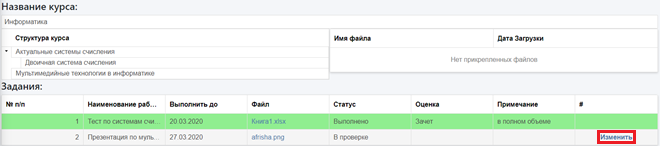 Название курса:
Информатика
Структура курса
Имя файла Дата Загрузки
Актуальные системы счисления
Двоичная система счисления
Нет прикрепленных файлов
Мультимедийные технологии в информатике
Задания:
№ п/п Наименование раб... Выполнить до Файл Статус Оценка Примечание #
1 Тест по системам счи... 20.03.2020 Книга1.xlsx Выполнено Зачет в полном объеме
2 Презентация по муль... 27.03.2020 afrisha.png В проверке Изменить